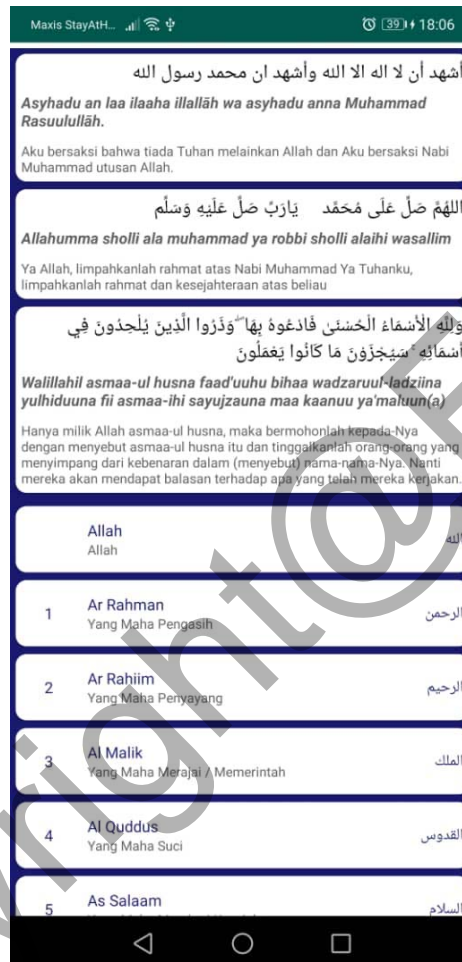 Maxis StayAtH... 39 18:06
أشهد أن لا اله الا الله وأشهد ان محمد رسول الله
Asyhadu an laa ilaaha illallāh wa asyhadu anna Muhammad
Rasuulullāh.
Aku bersaksi bahwa tiada Tuhan melainkan Allah dan Aku bersaksi Nabi
Muhammad utusan Allah.
اللهُمَّ صَلِّ عَلَى مُحَمَّد يَارَبِّ صَلِّ عَلَيْهِ وَسَلِّم
Allahumma sholli ala muhammad ya robbi sholli alaihi wasallim
Ya Allah, limpahkanlah rahmat atas Nabi Muhammad Ya Tuhanku,
limpahkanlah rahmat dan kesejahteraan atas beliau
وَلِلَّهِ الْأَسْمَاءُ الْحُسْنَىٰ فَادْعُوهُ بِهَا ۖ وَذَرُوا الَّذِينَ يُلْحِدُونَ فِي
أَسْمَائِهِ ۚ سَيُجْزَوْنَ مَا كَانُوا يَعْمَلُونَ
Walillahil asmaa-ul husna faad'uuhu bihaa wadzaruul-ladziina
yulhiduuna fii asmaa-ihi sayujzauna maa kaanuu ya'maluun(a)
Hanya milik Allah asmaa-ul husna, maka bermohonlah kepada-Nya
dengan menyebut asmaa-ul husna itu dan tinggalkanlah orang-orang yang
menyimpang dari kebenaran dalam (menyebut) nama-nama-Nya. Nanti
mereka akan mendapat balasan terhadap apa yang telah mereka kerjakan.
Allah الله
Allah
1 Ar Rahman الرحمن
Yang Maha Pengasih
2 Ar Rahiim الرحيم
Yang Maha Penyayang
3 Al Malik الملك
Yang Maha Merajai / Memerintah
4 Al Quddus القدوس
Yang Maha Suci
5 As Salaam السلام